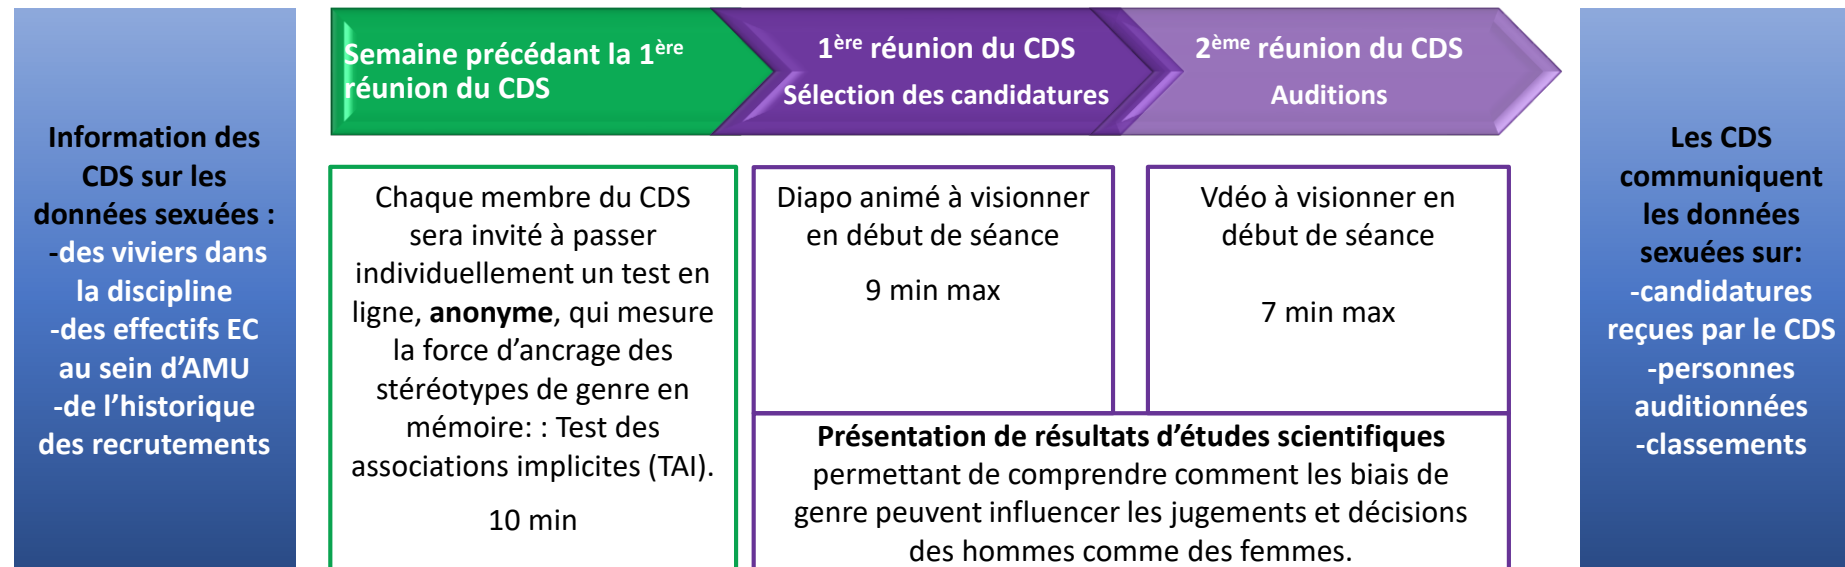 Information des
CDS sur les
données sexuées :
-des viviers dans
la discipline
-des effectifs EC
au sein d’AMU
-de l’historique
des recrutements
Semaine précédant la 1ère
réunion du CDS
1ère réunion du CDS
Sélection des candidatures
2ème réunion du CDS
Auditions
Chaque membre du CDS
sera invité à passer
individuellement un test en
ligne, anonyme, qui mesure
la force d’ancrage des
stéréotypes de genre en
mémoire: : Test des
associations implicites (TAI).
10 min
Diapo animé à visionner
en début de séance
9 min max
Vdéo à visionner en
début de séance
7 min max
Présentation de résultats d’études scientifiques
permettant de comprendre comment les biais de
genre peuvent influencer les jugements et décisions
des hommes comme des femmes.
Les CDS
communiquent
les données
sexuées sur:
-candidatures
reçues par le CDS
-personnes
auditionnées
-classements